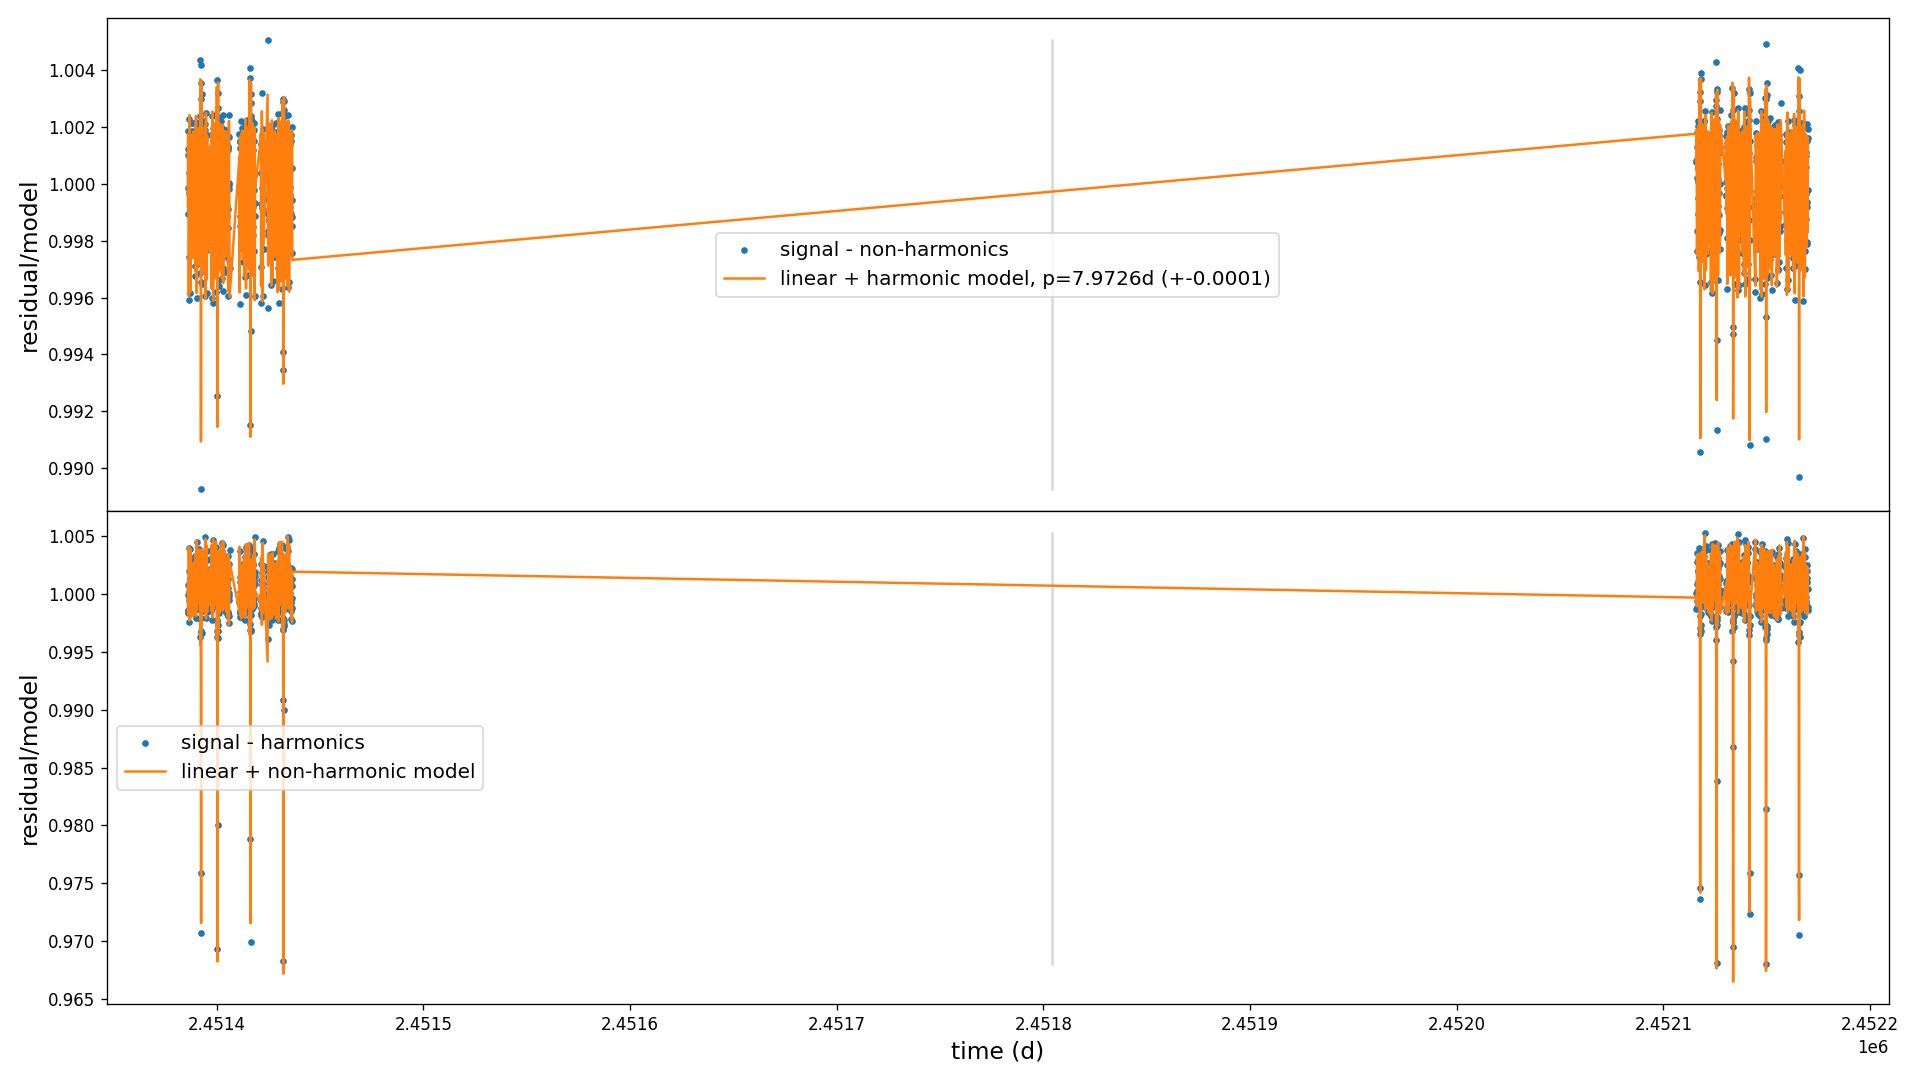 1.004
1.002
1.000
0.998
0.996
0.994
0.992
0.990
residual/model
signal - non-harmonics
linear + harmonic model, p=7.9726d (+-0.0001)
1.005
1.000
0.995
0.990
0.985
0.980
0.975
0.970
0.965
residual/model
signal - harmonics
linear + non-harmonic model
2.4514 2.4515 2.4516 2.4517 2.4518 2.4519 2.4520 2.4521 2.4522
1e6
time (d)